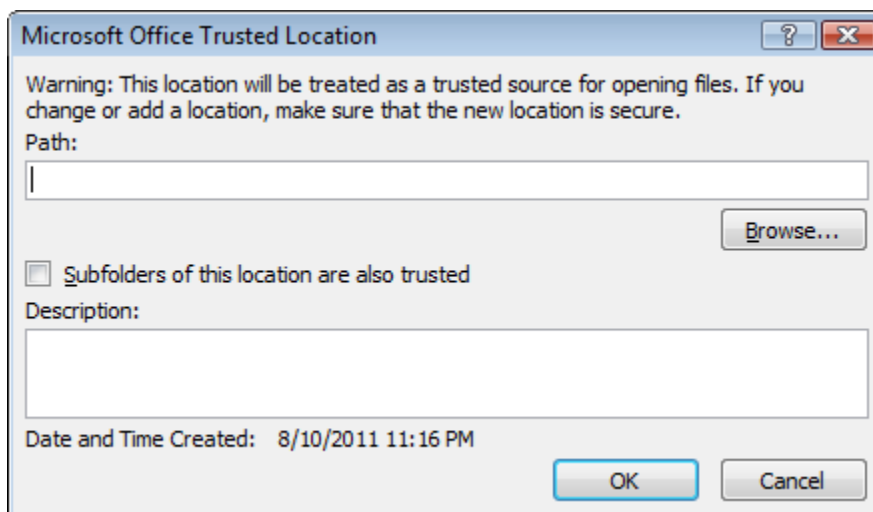 Microsoft Office Trusted Location
Warning: This location will be treated as a trusted source for opening files. If you
change or add a location, make sure that the new location is secure.
Path:
Browse...
Subfolders of this location are also trusted
Description:
Date and Time Created: 8/10/2011 11:16 PM
OK Cancel